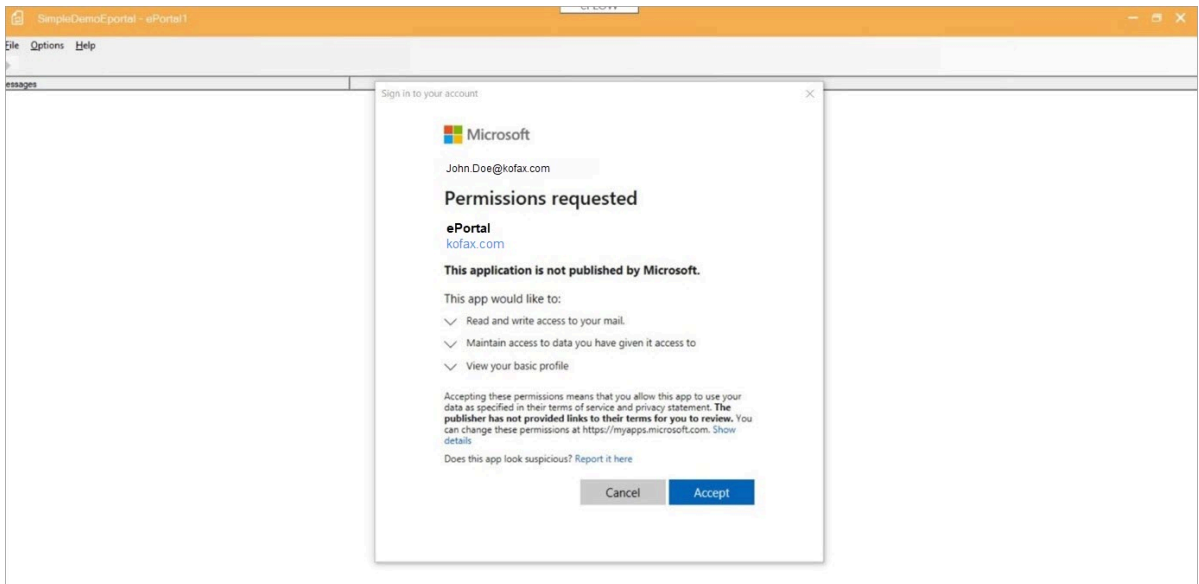 SimpleDemoEportal - ePortal1
File Options Help
essages
Sign in to your account
Microsoft
John.Doe@kofax.com
Permissions requested
ePortal
kofax.com
This application is not published by Microsoft.
This app would like to:
Read and write access to your mail.
Maintain access to data you have given it access to
View your basic profile
Accepting these permissions means that you allow this app to use your
data as specified in their terms of service and privacy statement. The
publisher has not provided links to their terms for you to review. You
can change these permissions at https://myapps.microsoft.com. Show
details
Does this app look suspicious? Report it here
Cancel Accept